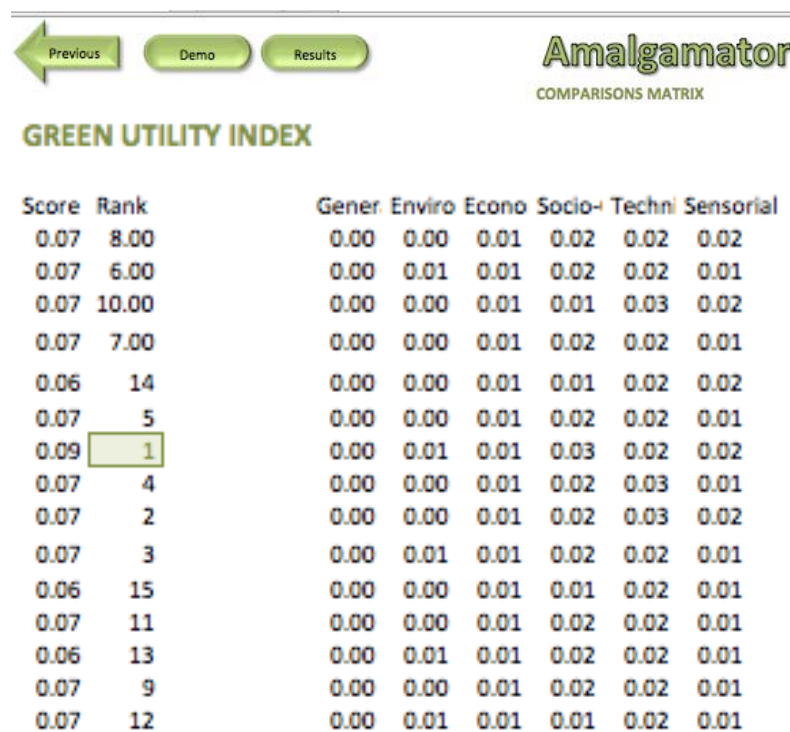 Previous Demo Results Amalgamator
COMPARISONS MATRIX
GREEN UTILITY INDEX
Score Rank Gener Enviro Econo Socio- Techni Sensorial
0.07 8.00 0.00 0.00 0.01 0.02 0.02 0.02
0.07 6.00 0.00 0.01 0.01 0.02 0.02 0.01
0.07 10.00 0.00 0.00 0.01 0.01 0.03 0.02
0.07 7.00 0.00 0.00 0.01 0.02 0.02 0.01
0.06 14 0.00 0.00 0.01 0.01 0.02 0.02
0.07 5 0.00 0.00 0.01 0.02 0.02 0.01
0.09 1 0.00 0.01 0.01 0.03 0.02 0.02
0.07 4 0.00 0.00 0.01 0.02 0.03 0.01
0.07 2 0.00 0.00 0.01 0.02 0.03 0.02
0.07 3 0.00 0.01 0.01 0.02 0.02 0.01
0.06 15 0.00 0.00 0.01 0.01 0.02 0.01
0.07 11 0.00 0.00 0.01 0.02 0.02 0.01
0.06 13 0.00 0.01 0.01 0.02 0.02 0.01
0.07 9 0.00 0.00 0.01 0.02 0.02 0.01
0.07 12 0.00 0.01 0.01 0.01 0.02 0.01